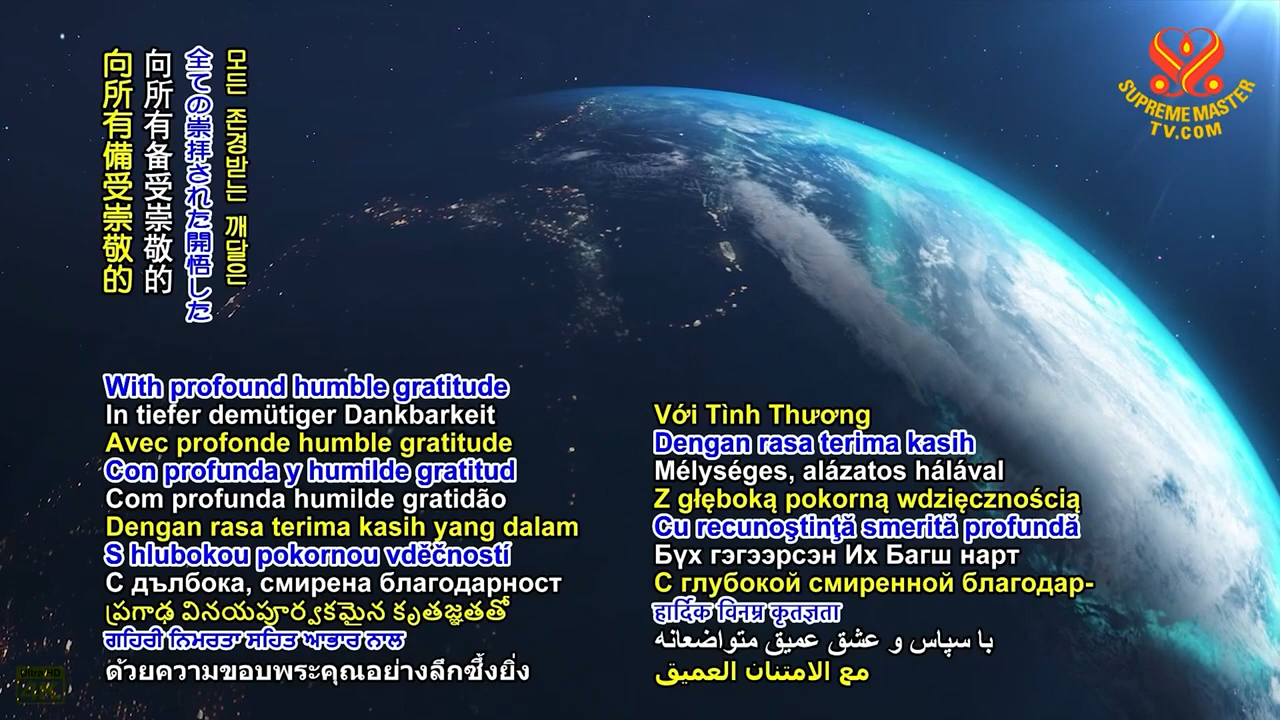 向所有備受崇敬的
向所有备受崇敬的
全ての崇拝された開悟した
모든 존경받는 깨달은
SUPREME MASTER
TV.COM
With profound humble gratitude
In tiefer demütiger Dankbarkeit
Avec profonde humble gratitude
Con profunda y humilde gratitud
Com profunda humilde gratidão
Dengan rasa terima kasih yang dalam
S hlubokou pokornou vděčností
С дълбока, смирена благодарност
ప్రగాఢ వినయపూర్వకమైన కృతజ్ఞతతో
ਗਹਿਰੀ ਨਿਮਰਤਾ ਸਹਿਤ ਆਭਾਰ ਨਾਲ
ด้วยความขอบพระคุณอย่างลึกซึ้งยิ่ง
Với Tình Thương
Dengan rasa terima kasih
Mélységes, alázatos hálával
Z głęboką pokorną wdzięcznością
Cu recunoştinţă smerită profundă
Бүх гэгээрсэн Их Багш нарт
С глубокой смиренной благодар-
हार्दिक विनम्र कृतज्ञता
با سپاس و عشق عمیق متواضعانه
مع الامتنان العميق
Ultra HD
4K